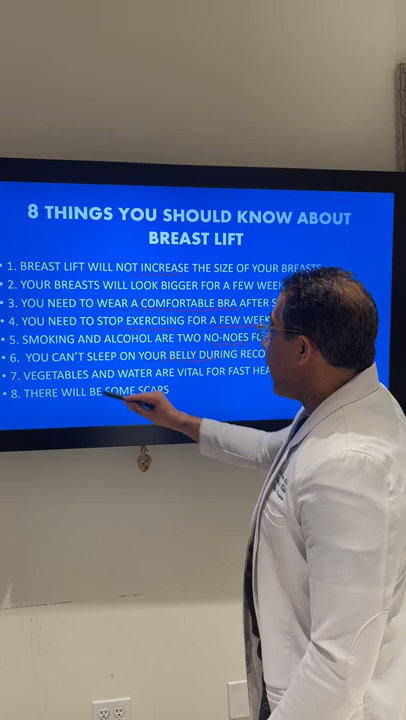 8 THINGS YOU SHOULD KNOW ABOUT
BREAST LIFT
• 1. BREAST LIFT WILL NOT INCREASE THE SIZE OF YOUR BREASTS
• 2. YOUR BREASTS WILL LOOK BIGGER FOR A FEW
• 3. YOU NEED TO WEAR A COMFORTABLE BRA AFTER
• 4. YOU NEED TO STOP EXERCISING FOR A FEW
• 5. SMOKING AND ALCOHOL ARE TWO NO-NOES
• 6. YOU CAN'T SLEEP ON YOUR BELLY DURING
• 7. VEGETABLES AND WATER ARE VITAL FOR FAST
• 8. THERE WILL BE SOME SCARS